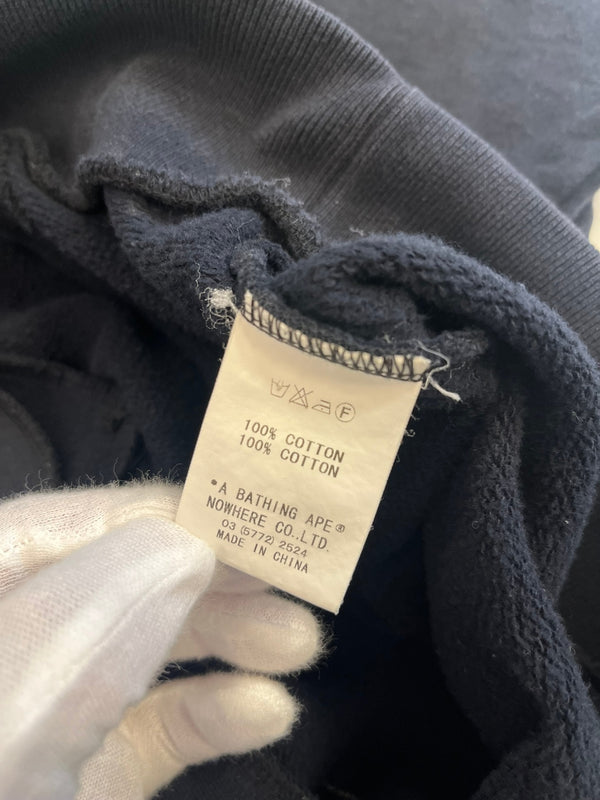 F
100% COTTON
100% COTTON
•A BATHING APE®
NOWHERE CO.,LTD.
03 (5772) 2524
MADE IN CHINA